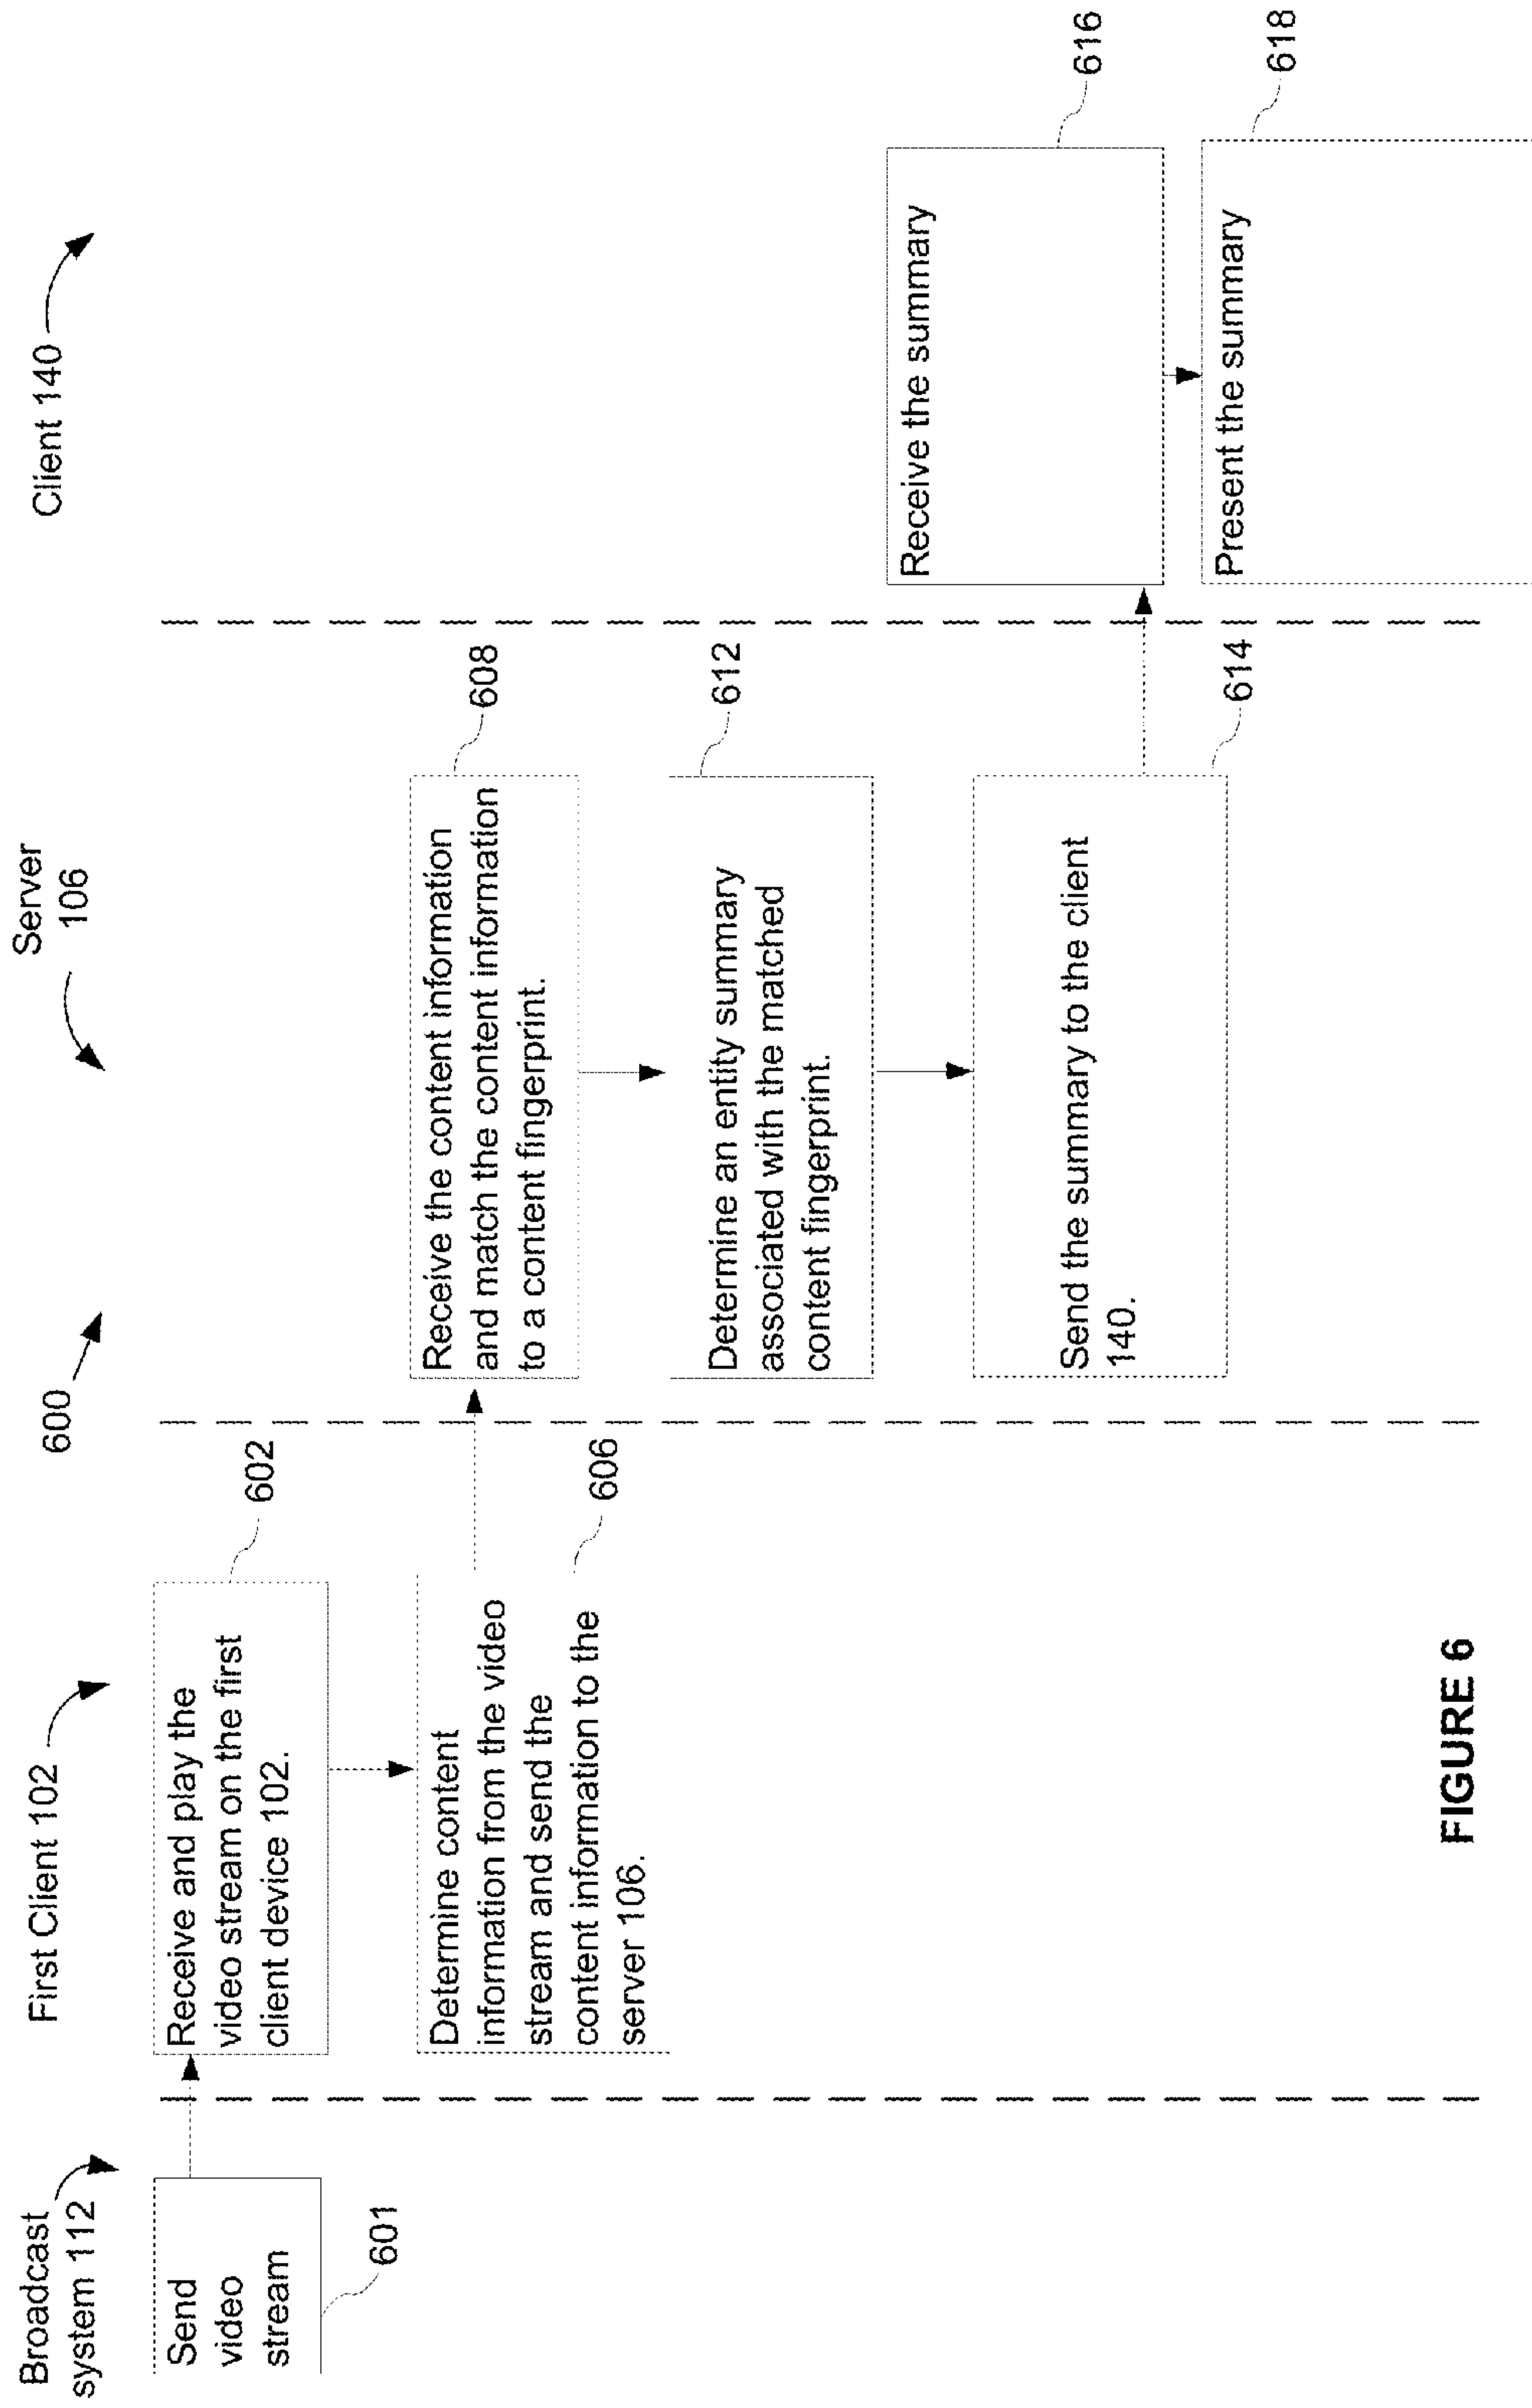 Broadcast
system 112
First Client 102
600
Server
106
Client 140
Send
video
stream
601
Receive and play the
video stream on the first
client device 102.
602
Determine content
information from the video
stream and send the
content information to the
server 106.
606
Receive the content information
and match the content information
to a content fingerprint.
608
Determine an entity summary
associated with the matched
content fingerprint.
612
Send the summary to the client
140.
614
Receive the summary
616
Present the summary
618
FIGURE 6